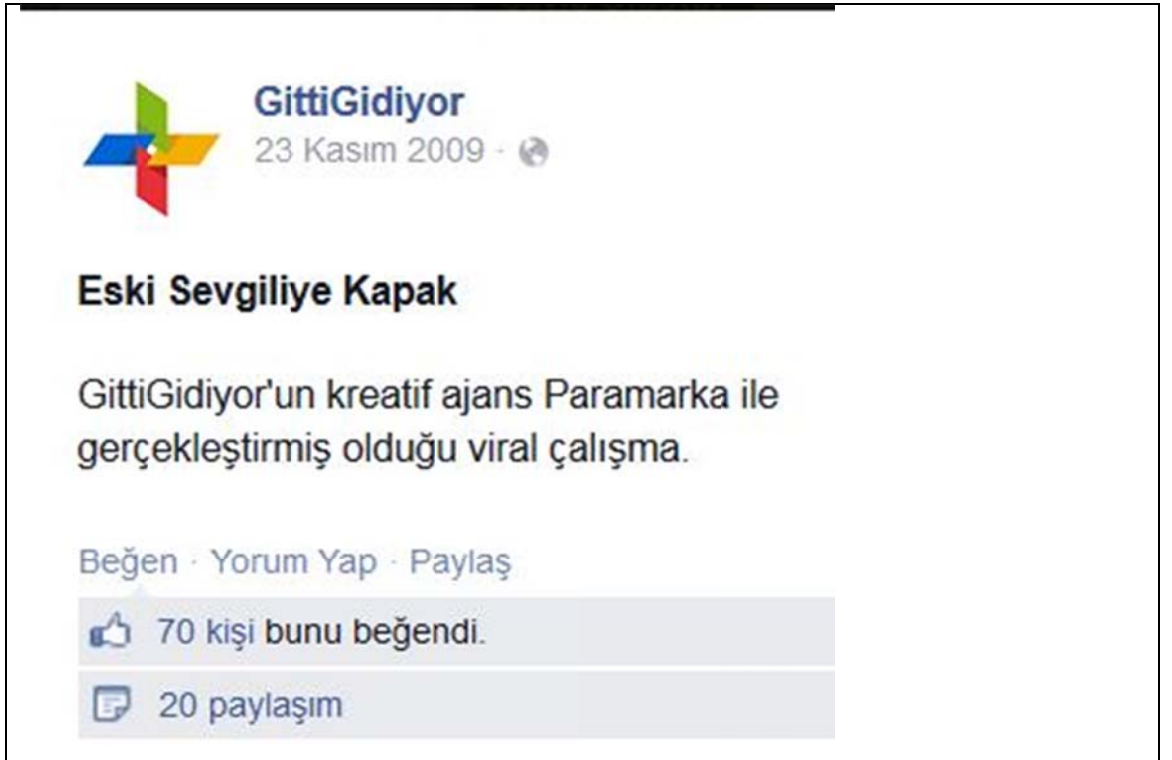 GittiGidiyor
23 Kasım 2009 ·
Eski Sevgiliye Kapak
GittiGidiyor'un kreatif ajans Paramarka ile
gerçekleştirmiş olduğu viral çalışma.
Beğen · Yorum Yap · Paylaş
70 kişi bunu beğendi.
20 paylaşım